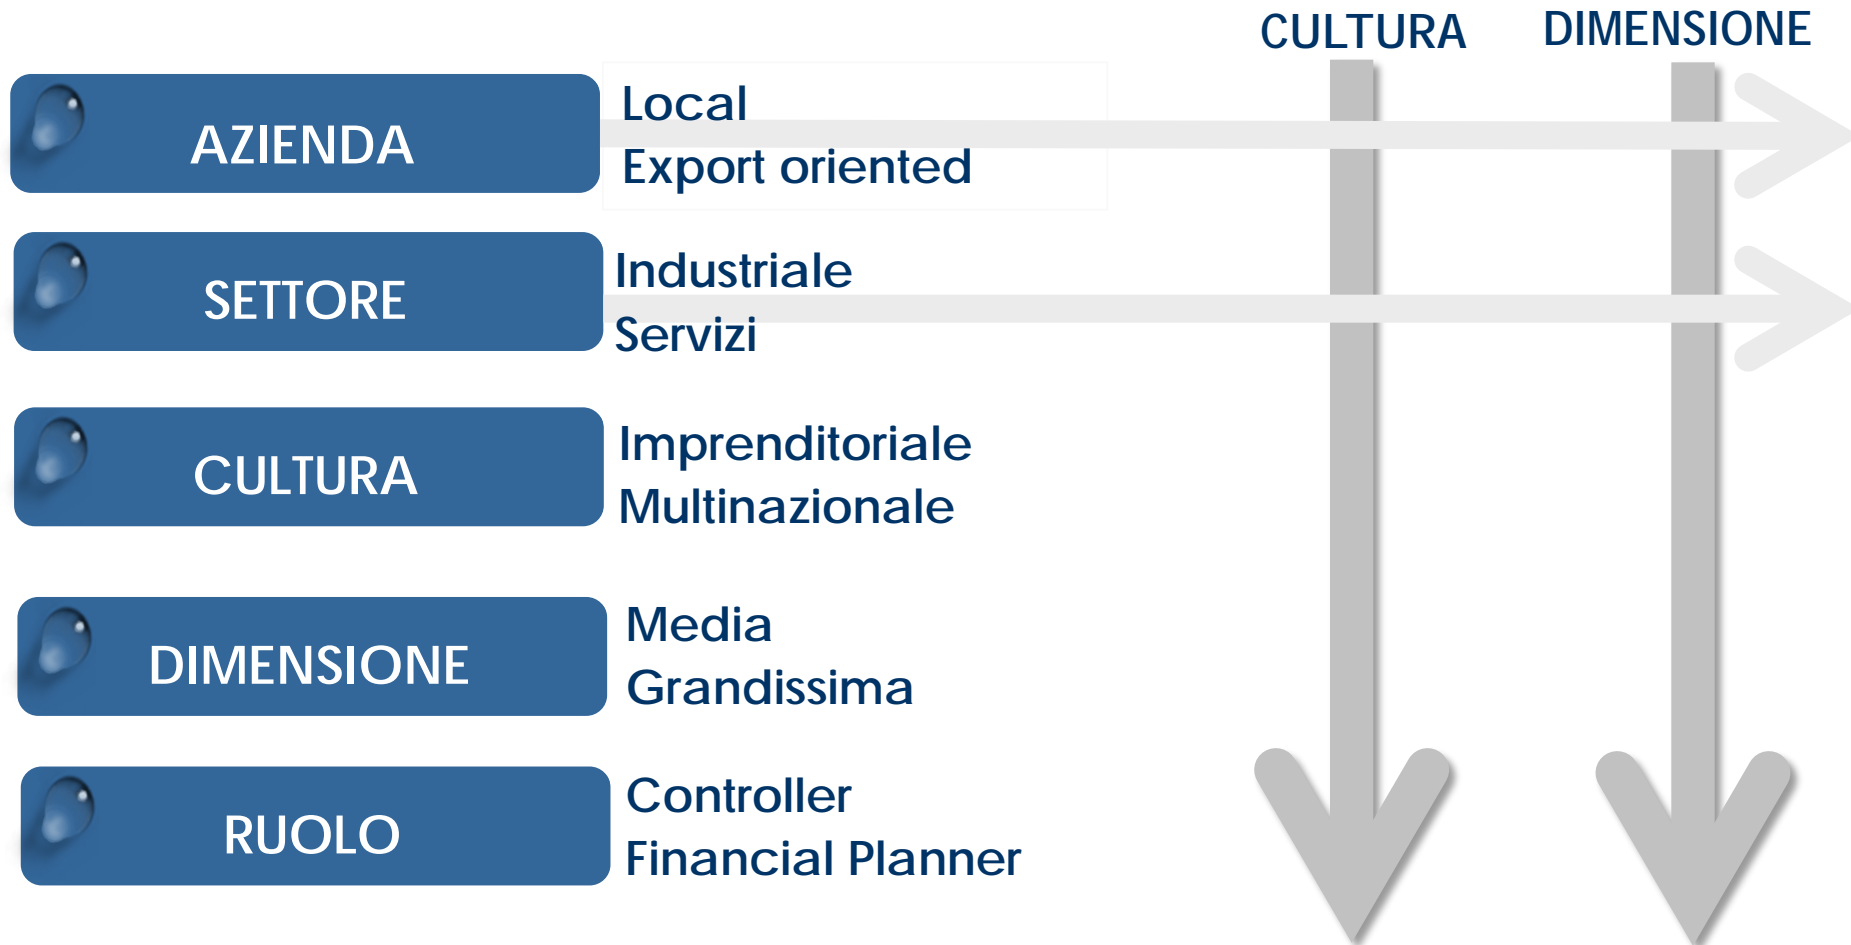 CULTURA
DIMENSIONE
AZIENDA
Local
Export oriented
SETTORE
Industriale
Servizi
CULTURA
Imprenditoriale
Multinazionale
DIMENSIONE
Media
Grandissima
RUOLO
Controller
Financial Planner